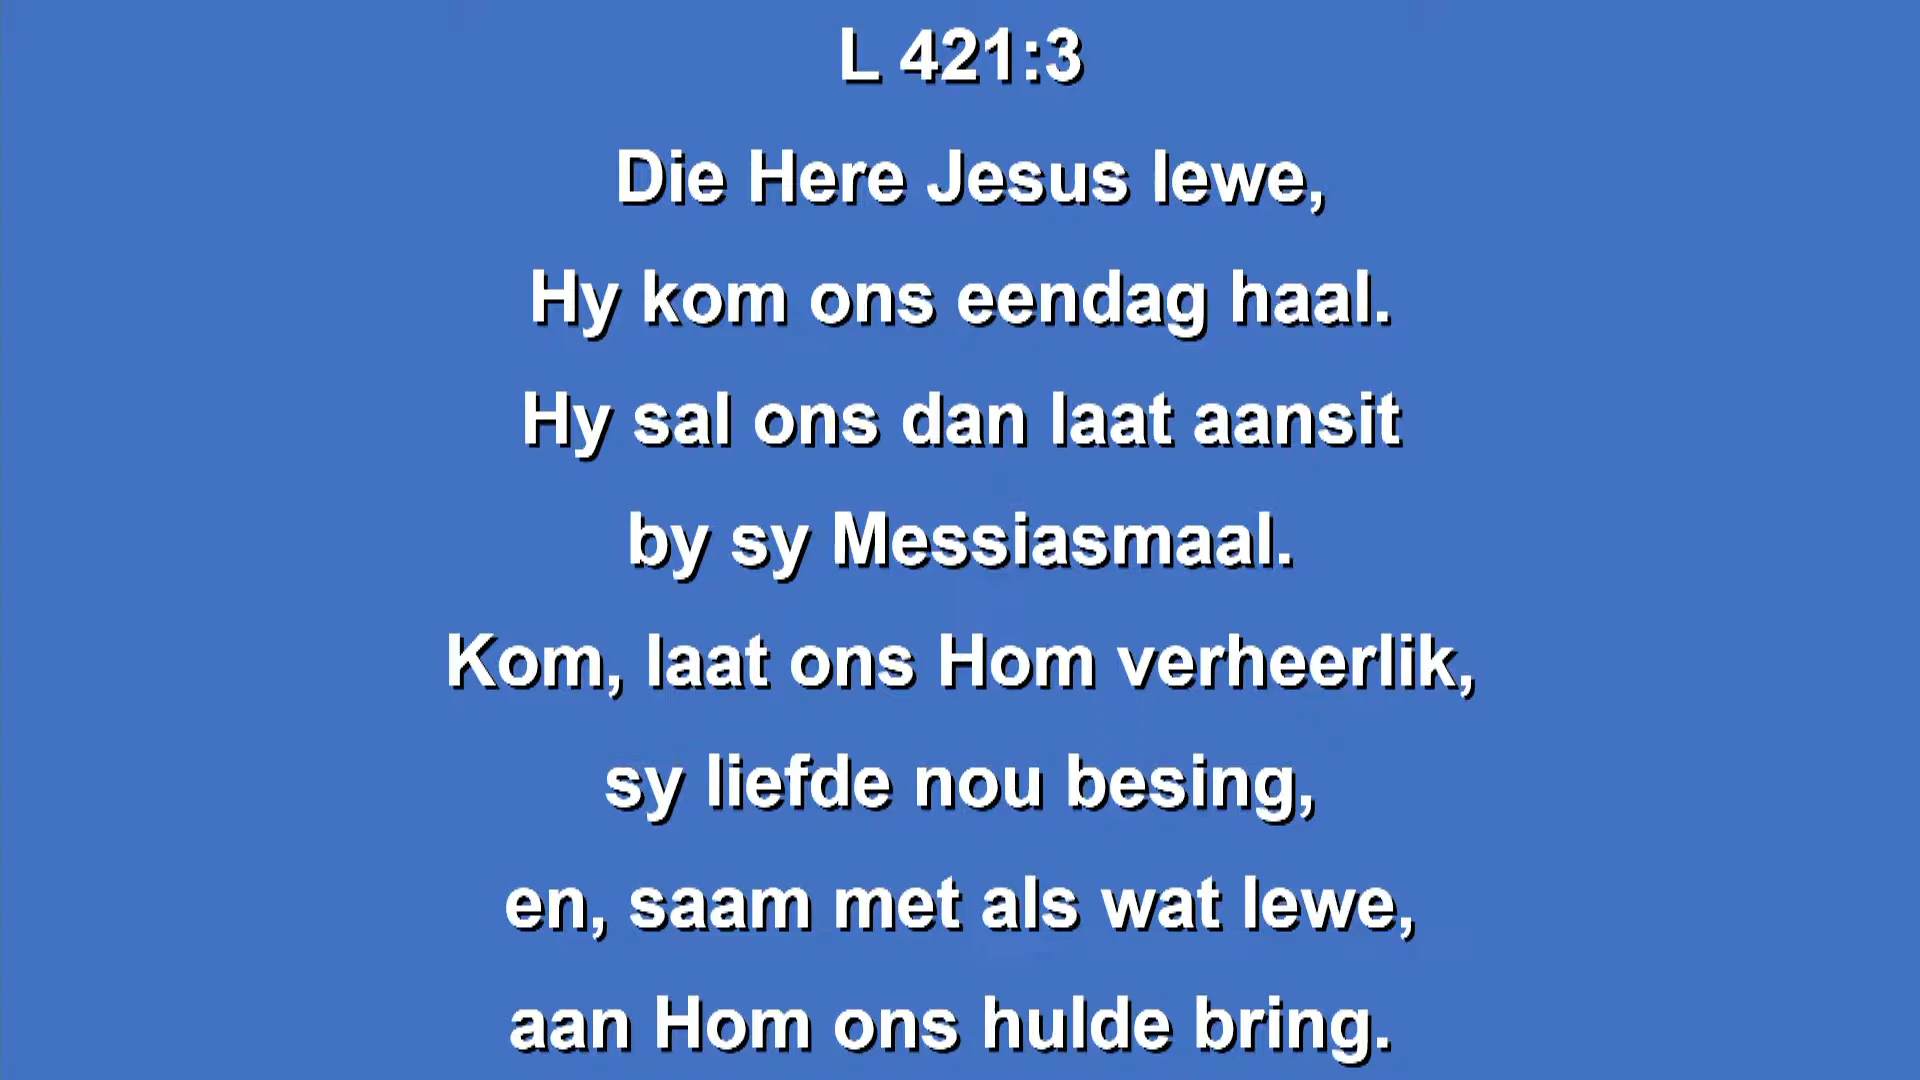 L 421:3
Die Here Jesus lewe,
Hy kom ons eendag haal.
Hy sal ons dan laat aansit
by sy Messiasmaal.
Kom, laat ons Hom verheerlik,
sy liefde nou besing,
en, saam met als wat lewe,
aan Hom ons hulde bring.